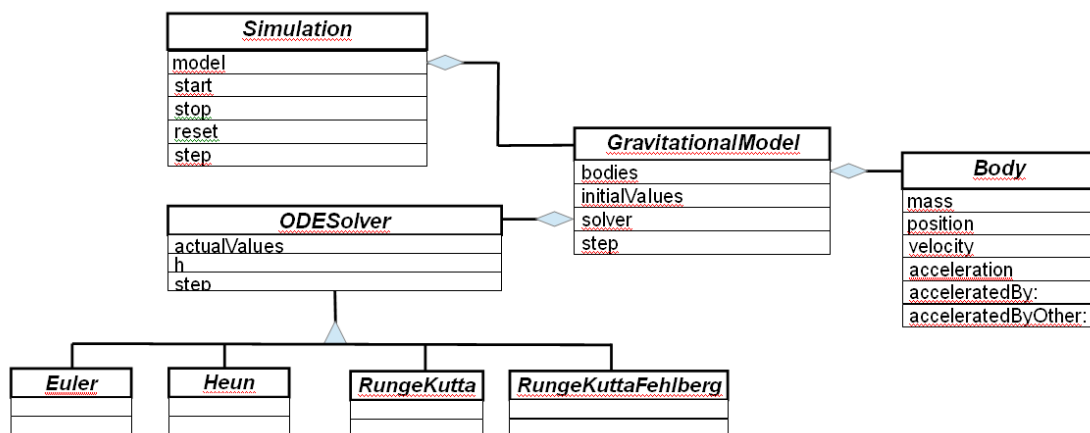 Simulation
model
start
stop
reset
step
GravitationalModel
bodies
initialValues
solver
step
Body
mass
position
velocity
acceleration
acceleratedBy:
acceleratedByOther:
ODESolver
actualValues
h
step
Euler
Heun
RungeKutta
RungeKuttaFehlberg